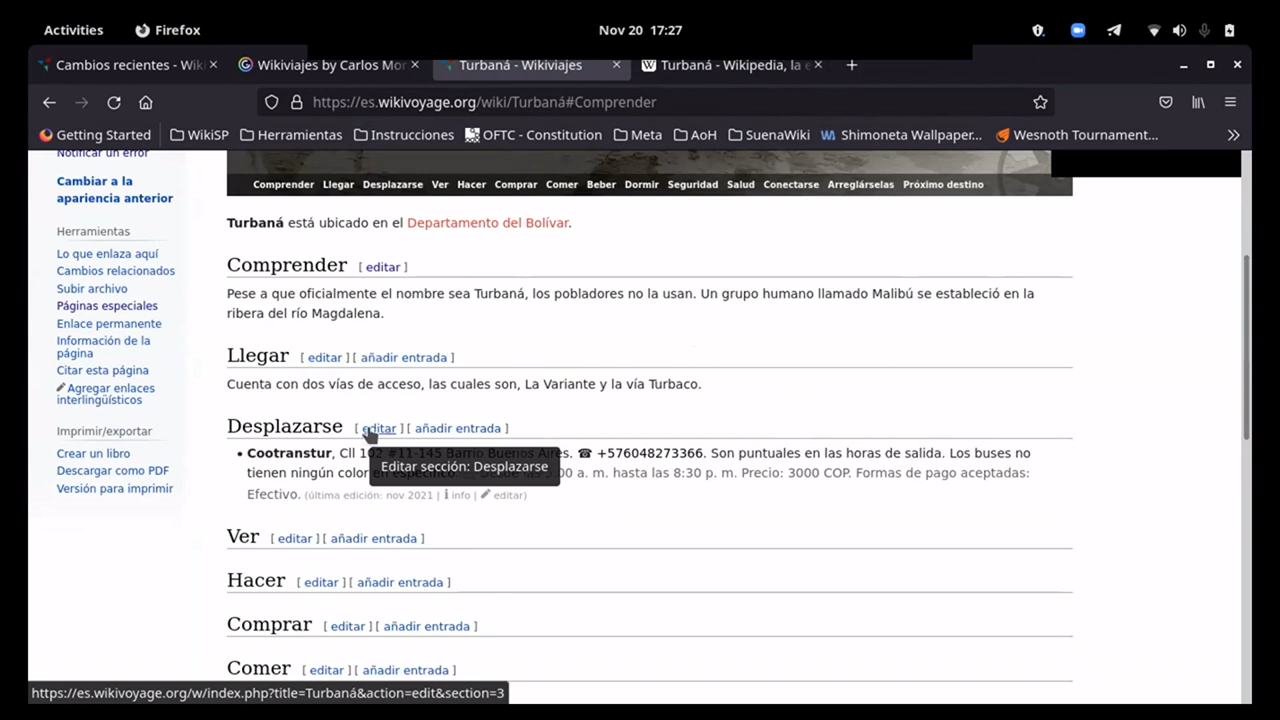 Activities Firefox Nov 20 17:27
Cambios recientes - Wiki Wikiviajes by Carlos Mor Turbaná - Wikiviajes Turbaná - Wikipedia, la e
https://es.wikivoyage.org/wiki/Turbaná#Comprender
Getting Started WikiSP Herramientas Instrucciones OFTC - Constitution Meta AoH SuenaWiki Shimoneta Wallpaper... Wesnoth Tournament...
Notificar un error
Cambiar a la
apariencia anterior
Herramientas
Lo que enlaza aquí
Cambios relacionados
Subir archivo
Páginas especiales
Enlace permanente
Información de la
página
Citar esta página
Agregar enlaces
interlingüísticos
Imprimir/exportar
Crear un libro
Descargar como PDF
Versión para imprimir
Comprender Llegar Desplazarse Ver Hacer Comprar Comer Beber Dormir Seguridad Salud Conectarse Arreglárselas Próximo destino
Turbaná está ubicado en el Departamento del Bolívar.
Comprender [ editar ]
Pese a que oficialmente el nombre sea Turbaná, los pobladores no la usan. Un grupo humano llamado Malibú se estableció en la
ribera del río Magdalena.
Llegar [ editar ] [ añadir entrada ]
Cuenta con dos vías de acceso, las cuales son, La Variante y la vía Turbaco.
Desplazarse [ editar ] [ añadir entrada ]
• Cootranstur, Cll 102 #11-145 Barrio Buenos Aires. ☎ +576048273366. Son puntuales en las horas de salida. Los buses no
tienen ningún color 00 a. m. hasta las 8:30 p. m. Precio: 3000 COP. Formas de pago aceptadas:
Editar sección: Desplazarse
Efectivo. (última edición: nov 2021 | info | editar)
Ver [ editar ] [ añadir entrada ]
Hacer [ editar ] [ añadir entrada ]
Comprar [ editar ] [ añadir entrada ]
Comer [ editar ] [ añadir entrada ]
https://es.wikivoyage.org/w/index.php?title=Turbaná&action=edit&section=3